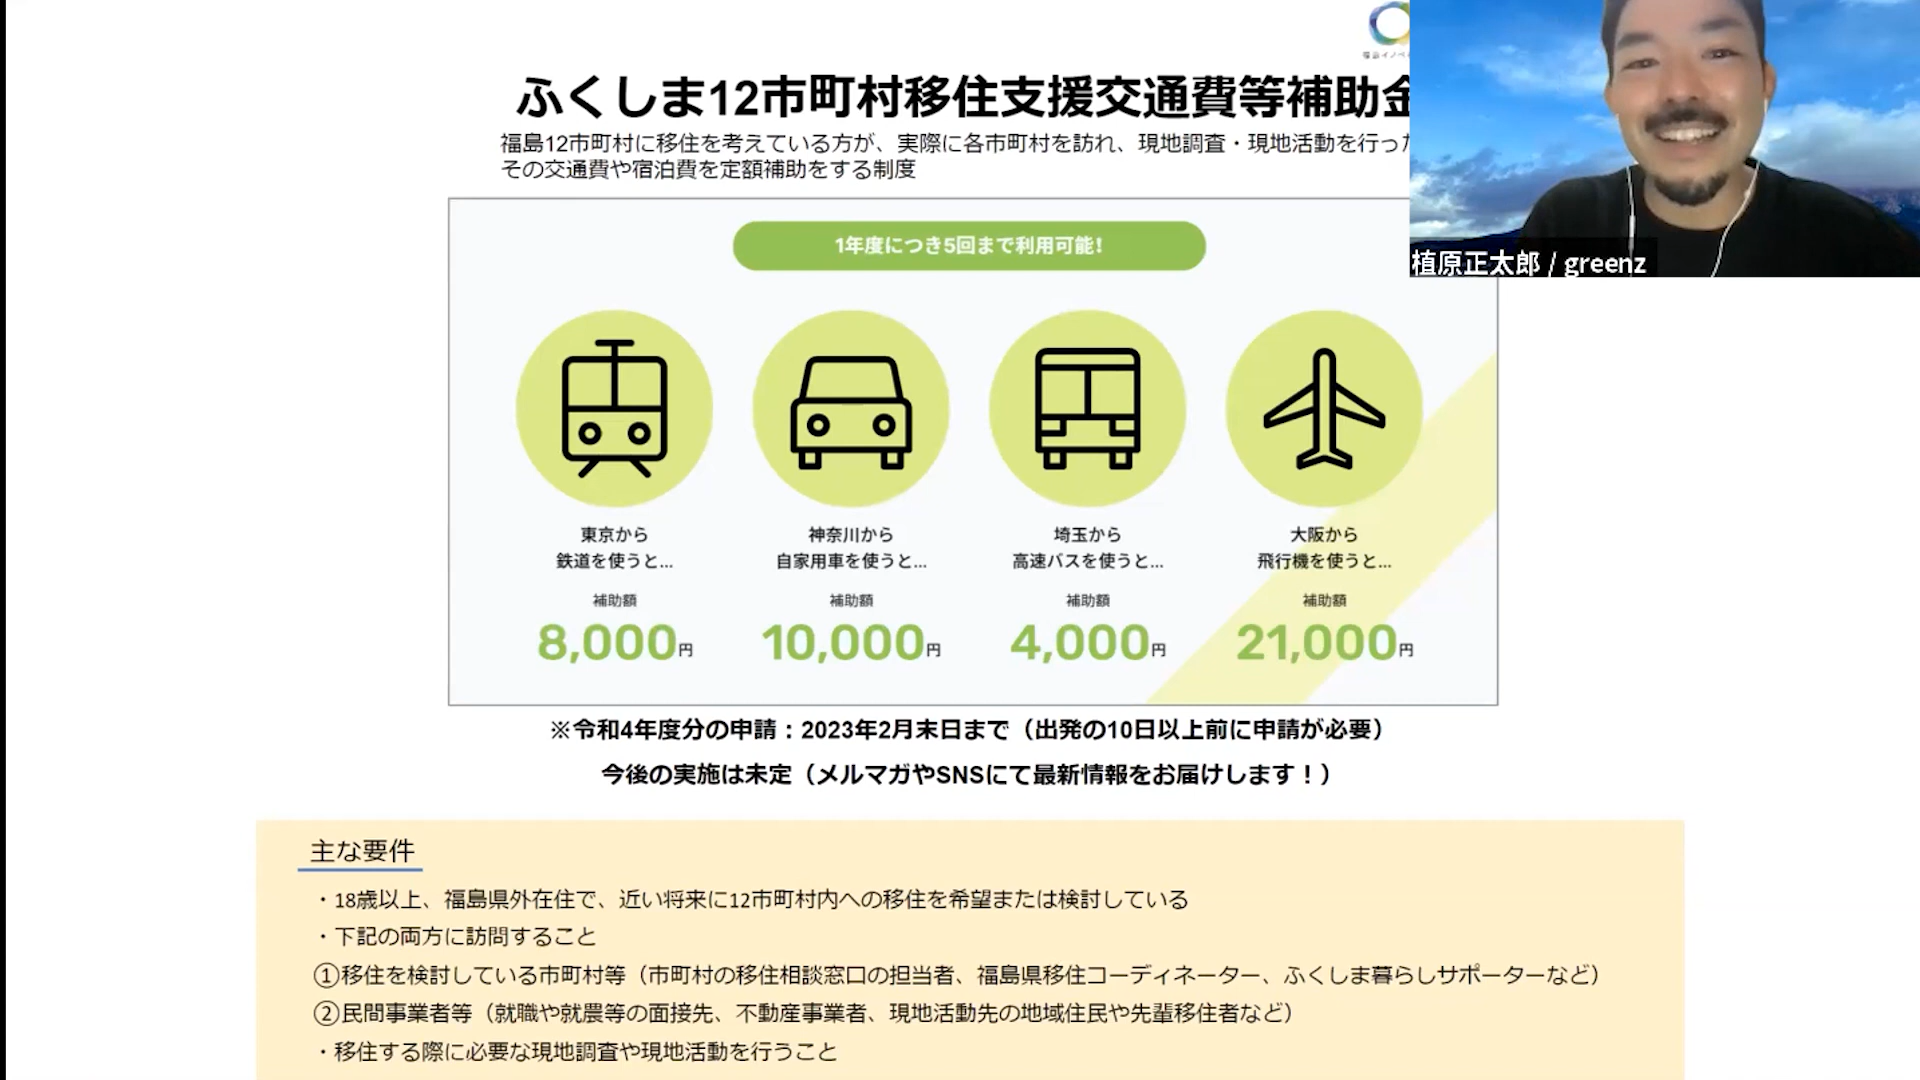 ふくしま12市町村移住支援交通費等補助金
福島12市町村に移住を考えている方が、実際に各市町村を訪れ、現地調査・現地活動を行った
その交通費や宿泊費を定額補助をする制度
植原正太郎 / greenz
1年度につき5回まで利用可能!
東京から
鉄道を使うと...
補助額
8,000円
神奈川から
自家用車を使うと...
補助額
10,000円
埼玉から
高速バスを使うと...
補助額
4,000円
大阪から
飛行機を使うと...
補助額
21,000円
※令和4年度分の申請：2023年2月末日まで（出発の10日以上前に申請が必要）
今後の実施は未定（メルマガやSNSにて最新情報をお届けします！）
主な要件
・18歳以上、福島県外在住で、近い将来に12市町村内への移住を希望または検討している
・下記の両方に訪問すること
①移住を検討している市町村等（市町村の移住相談窓口の担当者、福島県移住コーディネーター、ふくしま暮らしサポーターなど）
②民間事業者等（就職や就農等の面接先、不動産事業者、現地活動先の地域住民や先輩移住者など）
・移住する際に必要な現地調査や現地活動を行うこと